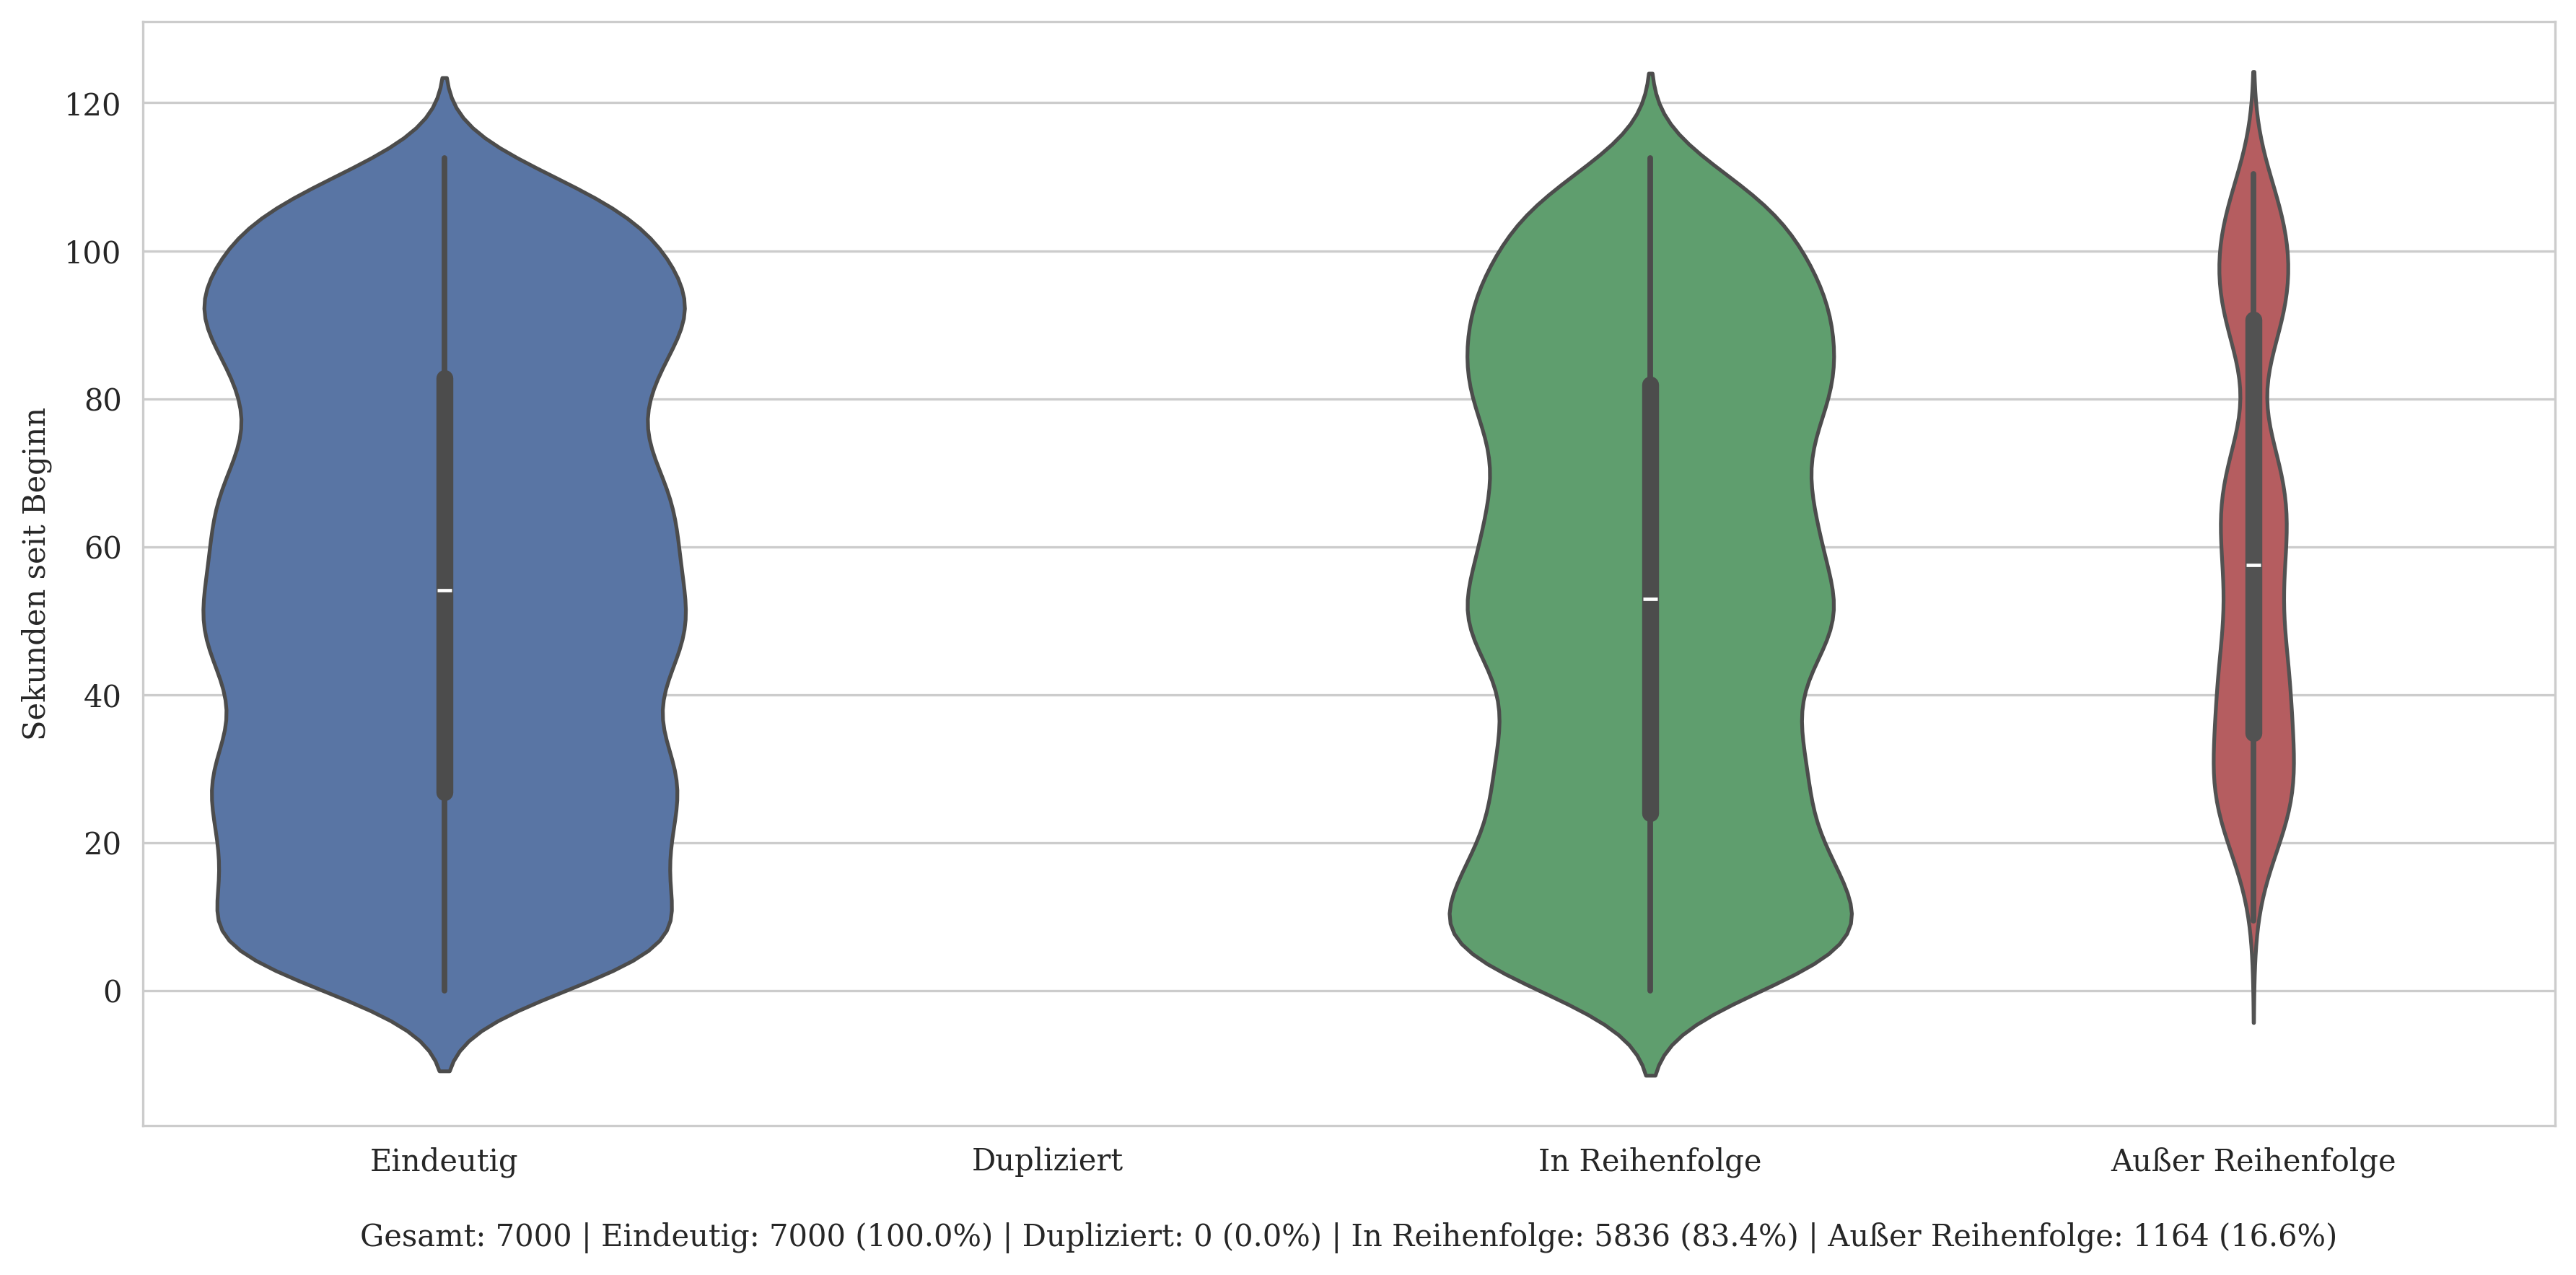 Sekunden seit Beginn
120
100
80
60
40
20
0
Eindeutig
Dupliziert
In Reihenfolge
Außer Reihenfolge
Gesamt: 7000 | Eindeutig: 7000 (100.0%) | Dupliziert: 0 (0.0%) | In Reihenfolge: 5836 (83.4%) | Außer Reihenfolge: 1164 (16.6%)